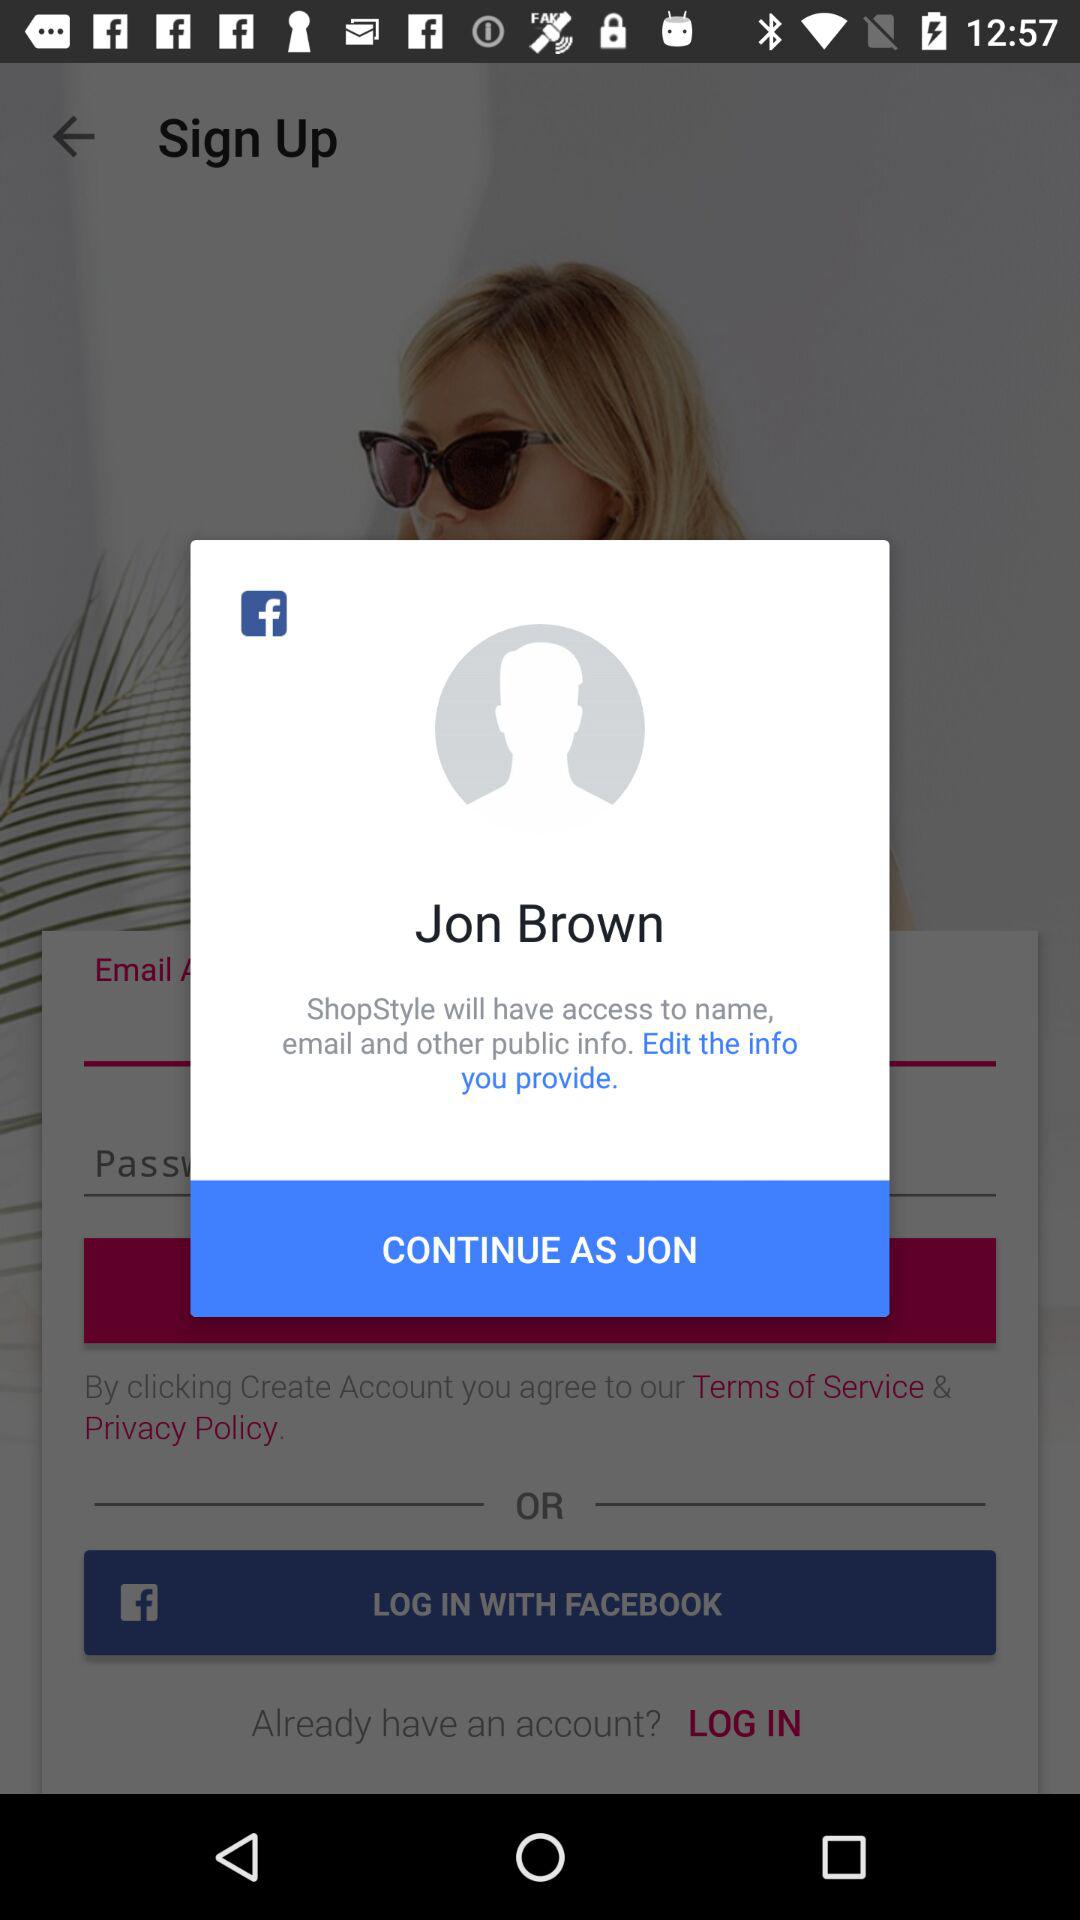 FAKE
12:57
Sign Up
Jon Brown
Email A
ShopStyle will have access to name,
email and other public info. Edit the info
you provide.
Passw
CONTINUE AS JON
By clicking Create Account you agree to our Terms of Service &
Privacy Policy.
OR
LOG IN WITH FACEBOOK
Already have an account? LOG IN